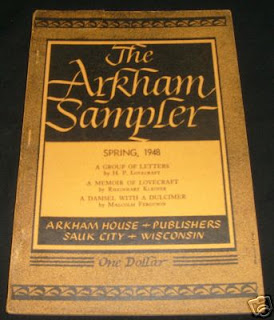 The
Arkham
Sampler
SPRING, 1948
A GROUP OF LETTERS
by H. P. LOVECRAFT
A MEMOIR OF LOVECRAFT
by RHEINHART KLEINER
A DAMSEL WITH A DULCIMER
by MALCOLM FERGUSON
ARKHAM HOUSE + PUBLISHERS
SAUK CITY + WISCONSIN
One Dollar